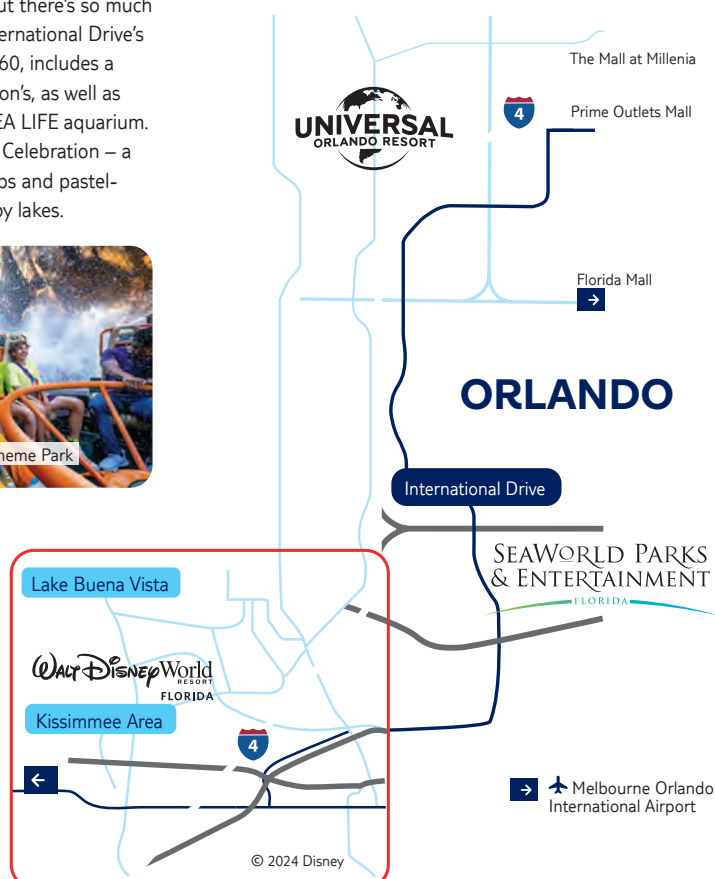 ut there's so much
ernational Drive's
60, includes a
on's, as well as
EA LIFE aquarium.
Celebration – a
ps and pastel-
by lakes.
heme Park
The Mall at Millenia
4
Prime Outlets Mall
UNIVERSAL
ORLANDO RESORT
Florida Mall
ORLANDO
International Drive
SEAWORLD PARKS
& ENTERTAINMENT
FLORIDA
Lake Buena Vista
WALT DISNEY World
RESORT
FLORIDA
Kissimmee Area
4
Melbourne Orlando
International Airport
© 2024 Disney